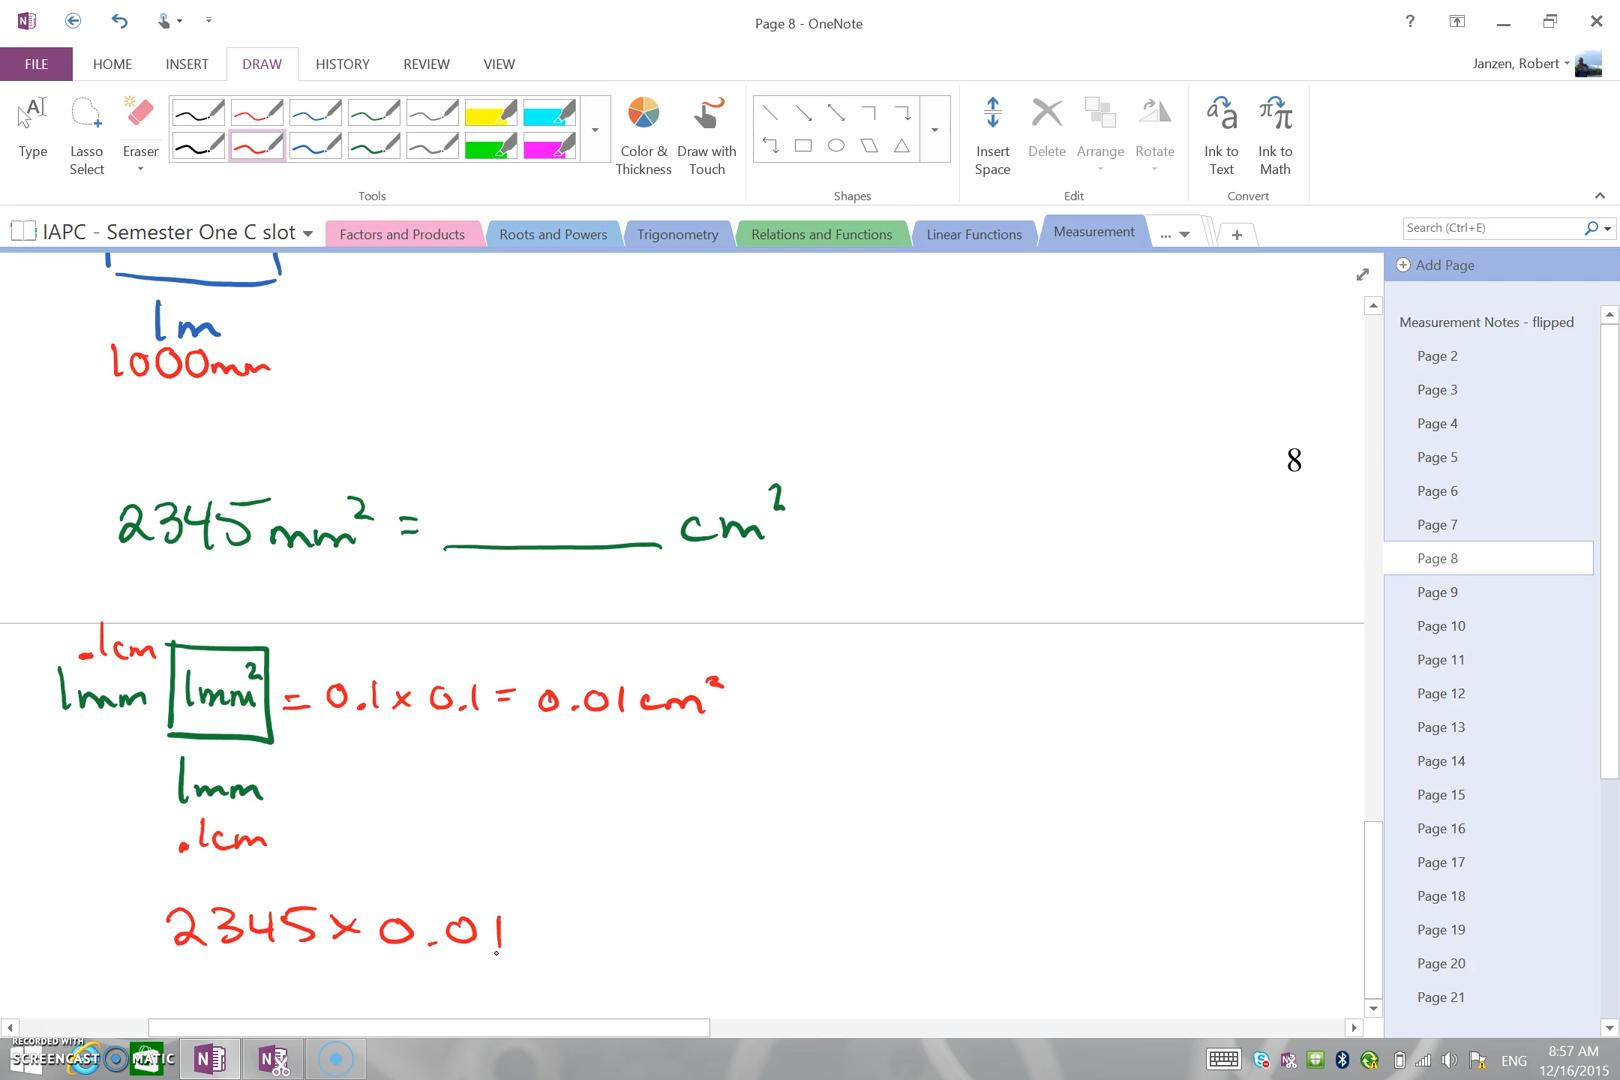 Page 8 - OneNote
?
FILE HOME INSERT DRAW HISTORY REVIEW VIEW
Janzen, Robert
Type
Lasso Select
Eraser
Color & Thickness
Draw with Touch
Insert Space
Delete
Arrange
Rotate
Ink to Text
Ink to Math
Tools
Shapes
Edit
Convert
IAPC - Semester One C slot
Factors and Products
Roots and Powers
Trigonometry
Relations and Functions
Linear Functions
Measurement
...
Search (Ctrl+E)
Add Page
Measurement Notes - flipped
Page 2
Page 3
Page 4
Page 5
Page 6
Page 7
Page 8
Page 9
Page 10
Page 11
Page 12
Page 13
Page 14
Page 15
Page 16
Page 17
Page 18
Page 19
Page 20
Page 21
1m
1000mm
8
2345mm² = ________ cm²
.1cm
1mm 1mm² = 0.1 × 0.1 = 0.01cm²
1mm
.1cm
2345 × 0.01
RECORDED WITH
SCREENCAST MATIC
ENG
8:57 AM
12/16/2015